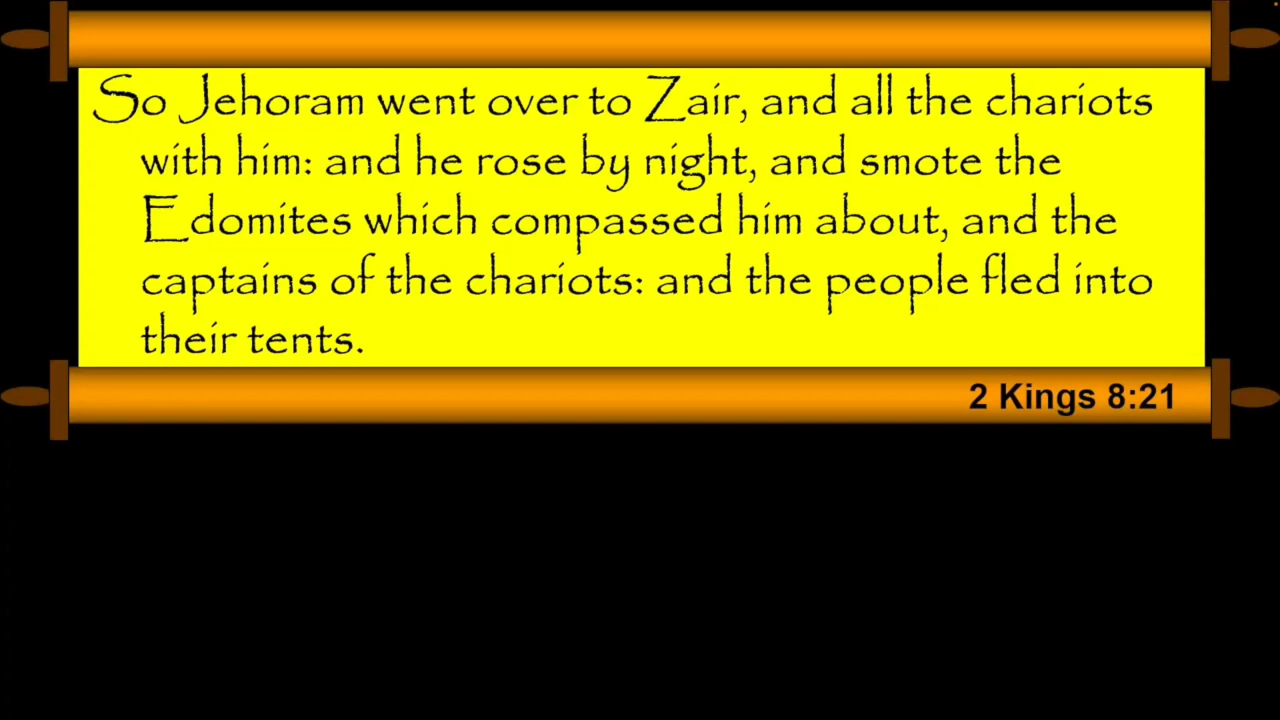 So Jehoram went over to Zair, and all the chariots
with him: and he rose by night, and smote the
Edomites which compassed him about, and the
captains of the chariots: and the people fled into
their tents.
2 Kings 8:21